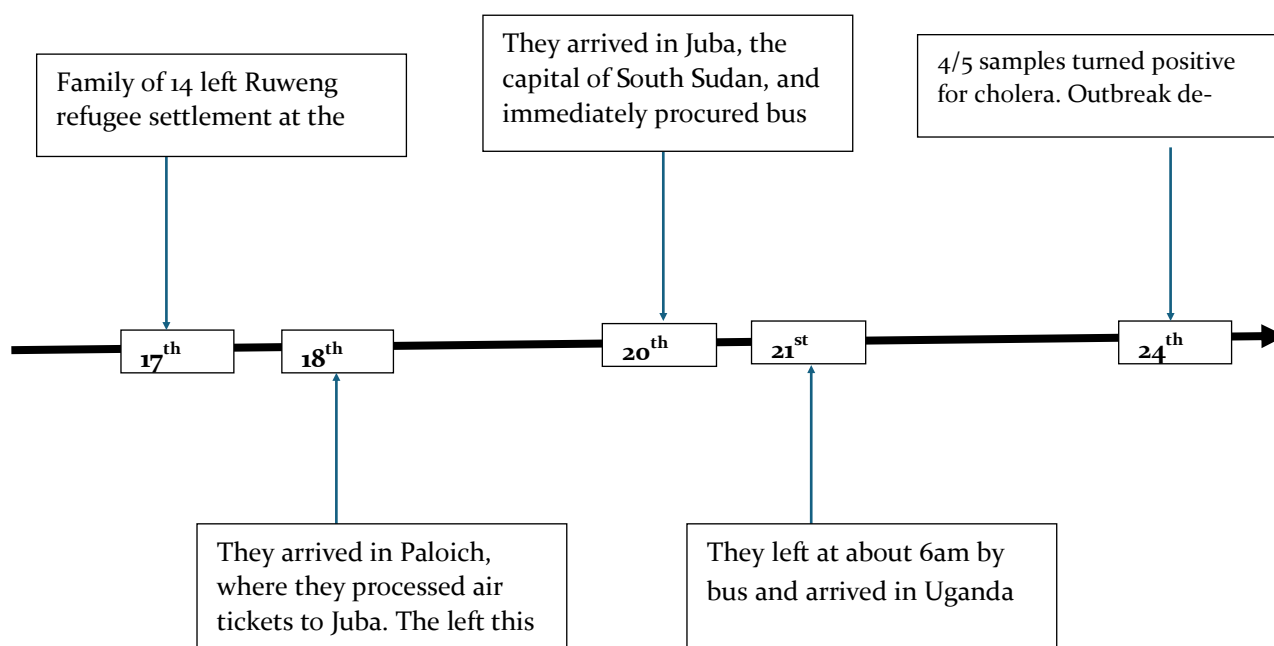 Family of 14 left Ruweng
refugee settlement at the
They arrived in Juba, the
capital of South Sudan, and
immediately procured bus
4/5 samples turned positive
for cholera. Outbreak de-
17th
18th
20th
21st
24th
They arrived in Paloich,
where they processed air
tickets to Juba. The left this
They left at about 6am by
bus and arrived in Uganda